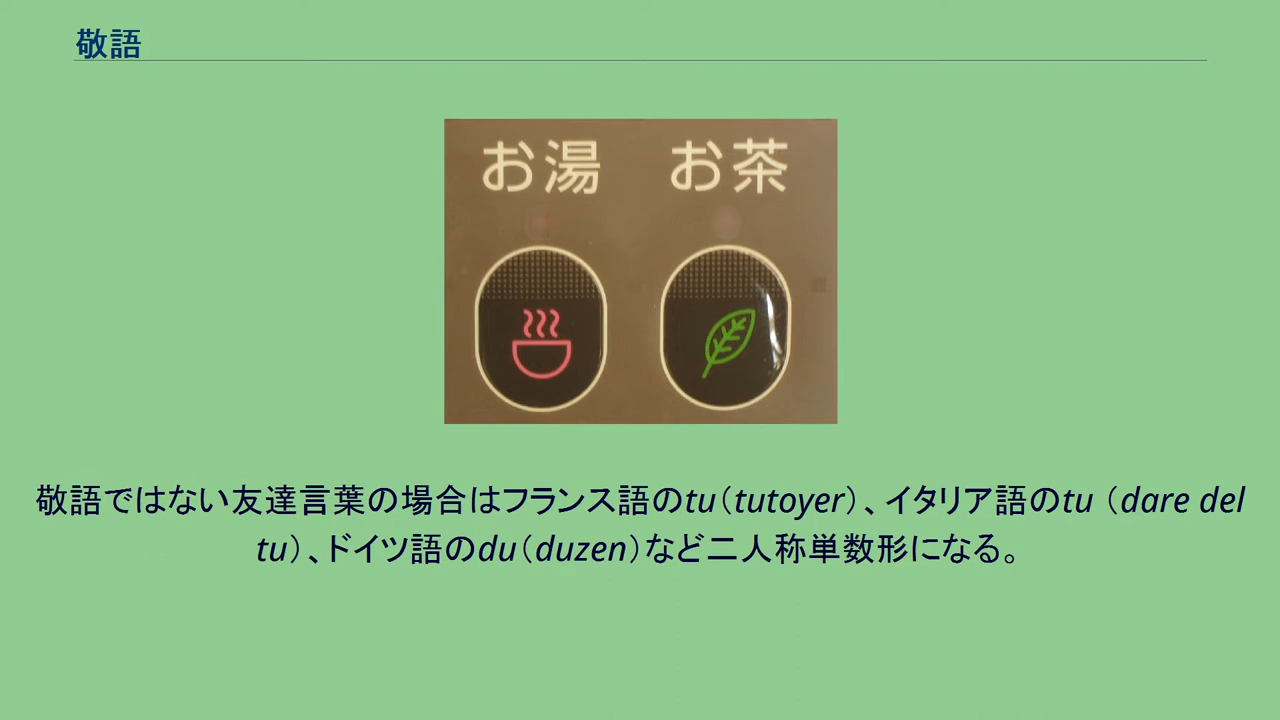 敬語
お湯 お茶
敬語ではない友達言葉の場合はフランス語のtu（tutoyer）、イタリア語のtu （dare del
tu）、ドイツ語のdu（duzen）など二人称単数形になる。